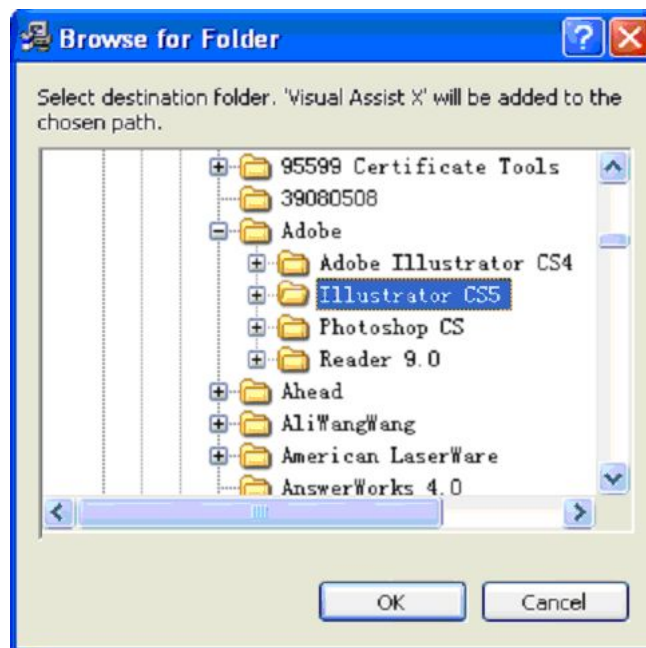 Browse for Folder
Select destination folder. 'Visual Assist X' will be added to the
chosen path.
95599 Certificate Tools
39080508
Adobe
Adobe Illustrator CS4
Illustrator CS5
Photoshop CS
Reader 9.0
Ahead
AliWangWang
American LaserWare
AnswerWorks 4.0
OK Cancel